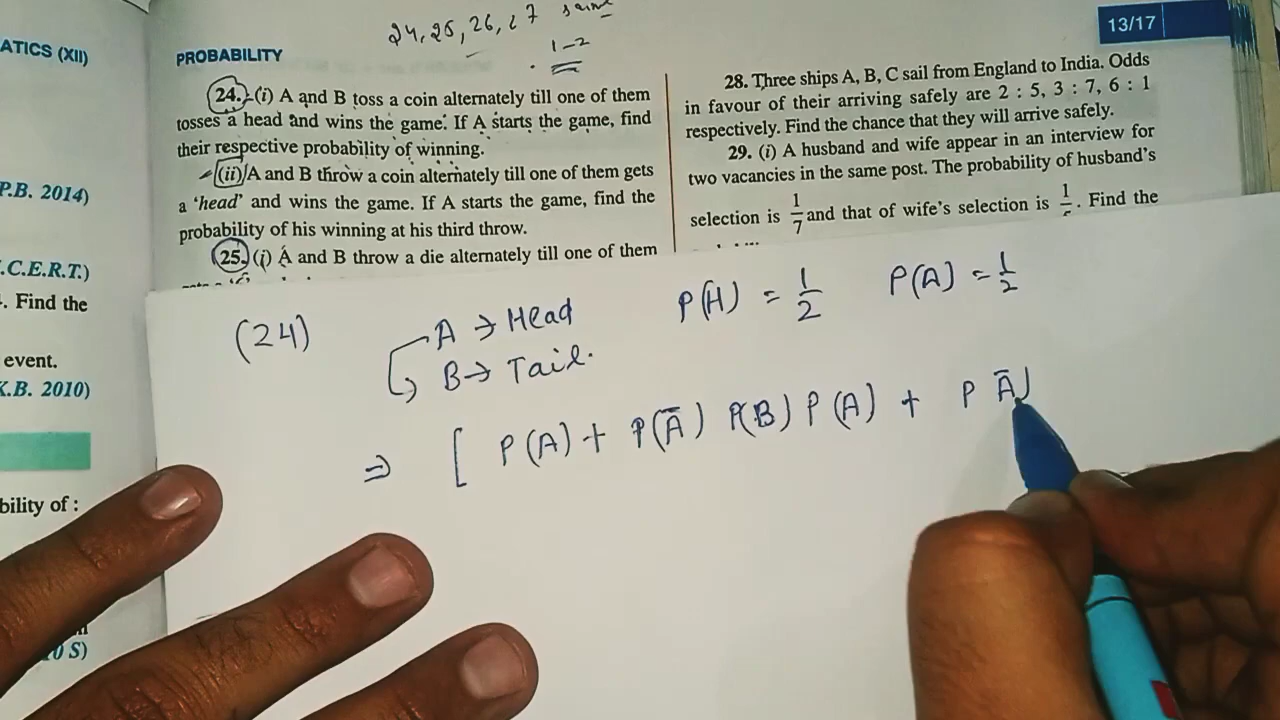 ATICS (XII)
P.B. 2014)
.C.E.R.T.)
. Find the
event.
K.B. 2010)
bility of :
0 S)
24, 25, 26, 27 same
1-2
13/17
PROBABILITY
24. (i) A and B toss a coin alternately till one of them
tosses a head and wins the game. If A starts the game, find
their respective probability of winning.
(ii) A and B throw a coin alternately till one of them gets
a 'head' and wins the game. If A starts the game, find the
probability of his winning at his third throw.
25. (i) A and B throw a die alternately till one of them
28. Three ships A, B, C sail from England to India. Odds
in favour of their arriving safely are 2 : 5, 3 : 7, 6 : 1
respectively. Find the chance that they will arrive safely.
29. (i) A husband and wife appear in an interview for
two vacancies in the same post. The probability of husband's
selection is 1/7 and that of wife's selection is . Find the
(24) A → Head P(H) = 1/2 P(A) = 1/2
B → Tail.
⇒ [ P(A) + P(Ā) P(B) P(A) + P Ā)